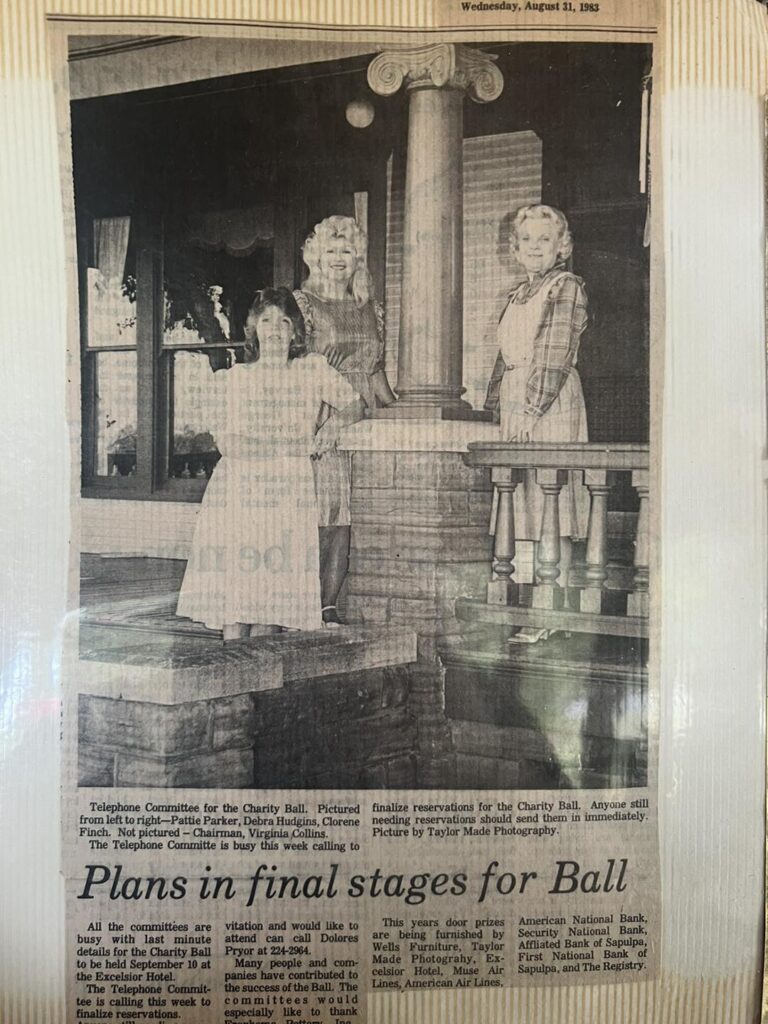 Wednesday, August 31, 1983
Telephone Committee for the Charity Ball. Pictured
from left to right—Pattie Parker, Debra Hudgins, Clorene
Finch. Not pictured – Chairman, Virginia Collins.
The Telephone Committe is busy this week calling to
finalize reservations for the Charity Ball. Anyone still
needing reservations should send them in immediately.
Picture by Taylor Made Photography.
Plans in final stages for Ball
All the committees are
busy with last minute
details for the Charity Ball
to be held September 10 at
the Excelsior Hotel.
The Telephone Commit-
tee is calling this week to
finalize reservations.
vitation and would like to
attend can call Dolores
Pryor at 224-2964.
Many people and com-
panies have contributed to
the success of the Ball. The
committees would
especially like to thank
This years door prizes
are being furnished by
Wells Furniture, Taylor
Made Photograhy, Ex-
celsior Hotel, Muse Air
Lines, American Air Lines,
American National Bank,
Security National Bank,
Affliated Bank of Sapulpa,
First National Bank of
Sapulpa, and The Registry.